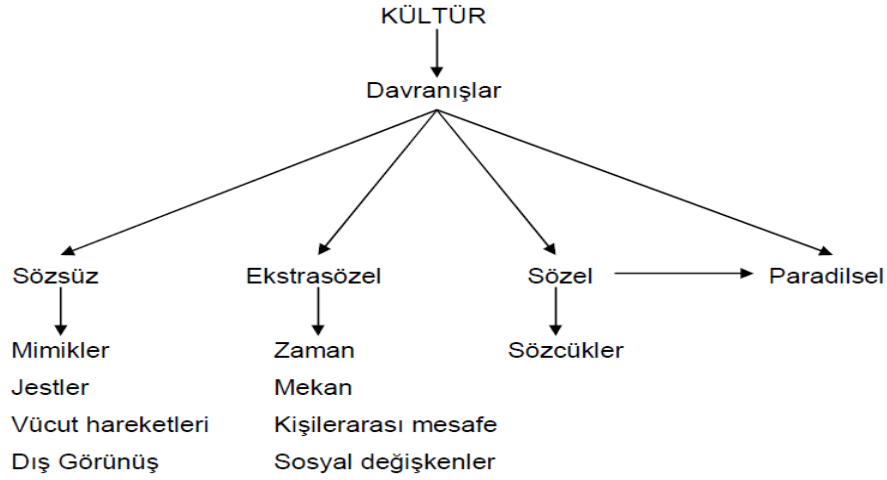 KÜLTÜR
Davranışlar
Sözsüz Ekstrasözel Sözel Paradilsel
Mimikler Zaman Sözcükler
Jestler Mekan
Vücut hareketleri Kişilerarası mesafe
Dış Görünüş Sosyal değişkenler